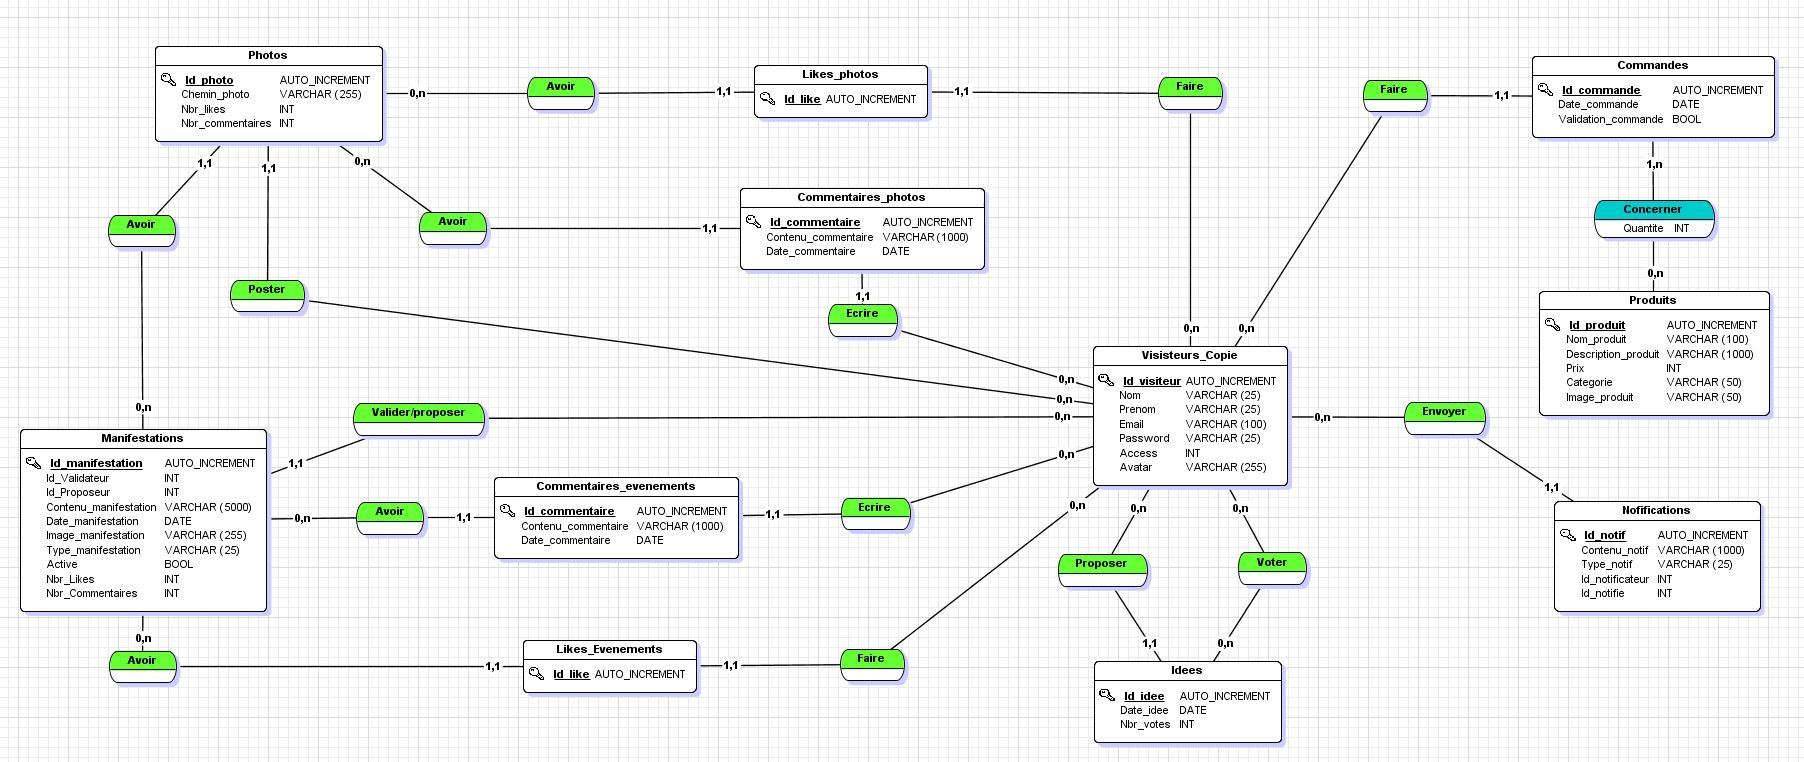 Photos
Id_photo AUTO_INCREMENT
Chemin_photo VARCHAR (255)
Nbr_likes INT
Nbr_commentaires INT
0,n
Avoir
1,1
Likes_photos
Id_like AUTO_INCREMENT
1,1
Faire
Faire
1,1
Commandes
Id_commande AUTO_INCREMENT
Date_commande DATE
Validation_commande BOOL
1,1
1,1
0,n
1,n
Avoir
Avoir
1,1
Commentaires_photos
Id_commentaire AUTO_INCREMENT
Contenu_commentaire VARCHAR (1000)
Date_commentaire DATE
Concerner
Quantite INT
0,n
Poster
1,1
Ecrire
Produits
Id_produit AUTO_INCREMENT
Nom_produit VARCHAR (100)
Description_produit VARCHAR (1000)
Prix INT
Categorie VARCHAR (50)
Image_produit VARCHAR (50)
0,n
0,n
Visisteurs_Copie
Id_visiteur AUTO_INCREMENT
Nom VARCHAR (25)
Prenom VARCHAR (25)
Email VARCHAR (100)
Password VARCHAR (25)
Access INT
Avatar VARCHAR (255)
0,n
0,n
0,n
0,n
0,n
Valider/proposer
1,1
0,n
Envoyer
1,1
Manifestations
Id_manifestation AUTO_INCREMENT
Id_Validateur INT
Id_Proposeur INT
Contenu_manifestation VARCHAR (5000)
Date_manifestation DATE
Image_manifestation VARCHAR (255)
Type_manifestation VARCHAR (25)
Active BOOL
Nbr_Likes INT
Nbr_Commentaires INT
0,n
Avoir
1,1
Commentaires_evenements
Id_commentaire AUTO_INCREMENT
Contenu_commentaire VARCHAR (1000)
Date_commentaire DATE
1,1
Ecrire
0,n
0,n
0,n
Notifications
Id_notif AUTO_INCREMENT
Contenu_notif VARCHAR (1000)
Type_notif VARCHAR (25)
Id_notificateur INT
Id_notifie INT
Proposer
Voter
0,n
Avoir
1,1
Likes_Evenements
Id_like AUTO_INCREMENT
1,1
Faire
1,1
0,n
Idees
Id_idee AUTO_INCREMENT
Date_idee DATE
Nbr_votes INT